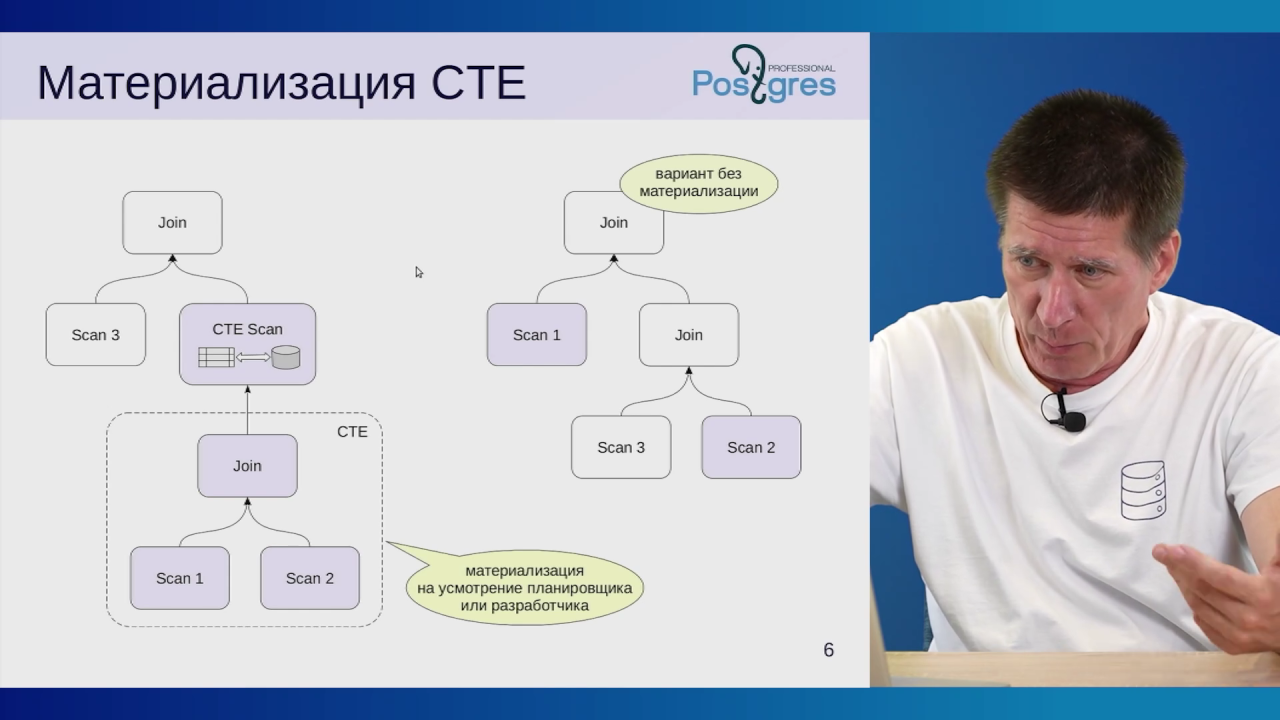 Материализация CTE
PROFESSIONAL
Postgres
вариант без
материализации
Join
Join
Scan 3
CTE Scan
Scan 1
Join
CTE
Join
Scan 3
Scan 2
Scan 1
Scan 2
материализация
на усмотрение планировщика
или разработчика
6